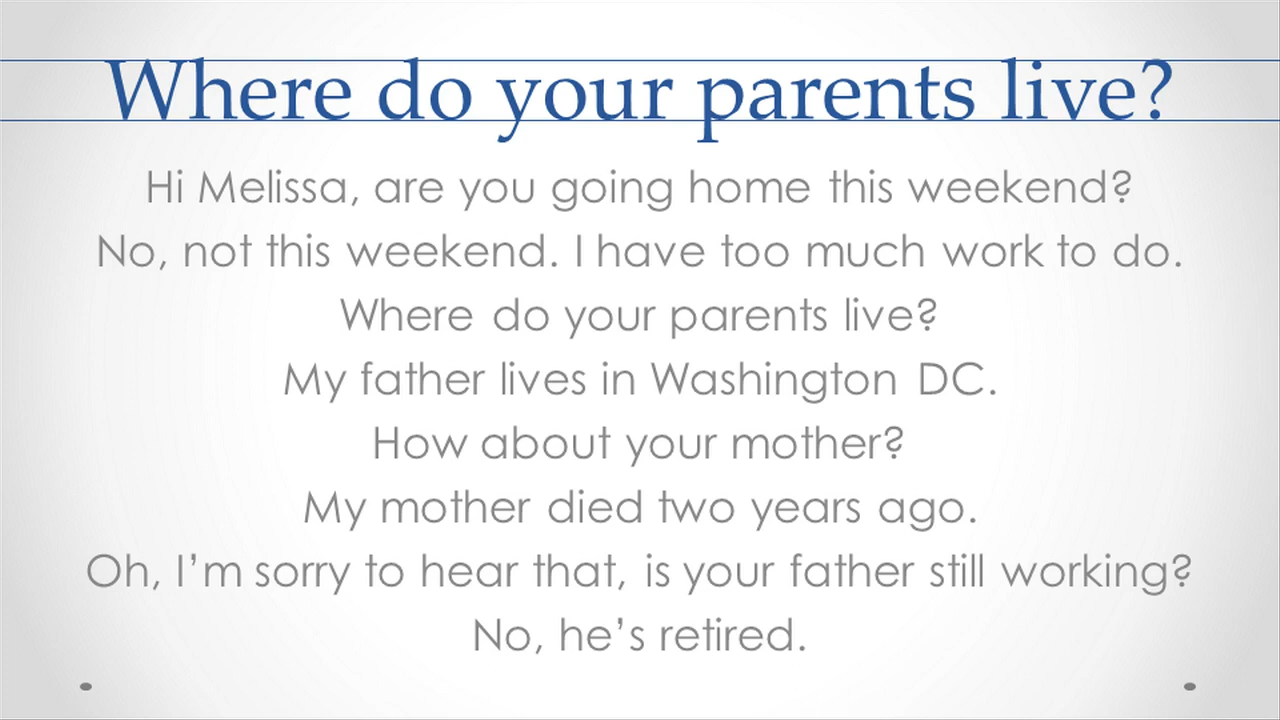 Where do your parents live?
Hi Melissa, are you going home this weekend?
No, not this weekend. I have too much work to do.
Where do your parents live?
My father lives in Washington DC.
How about your mother?
My mother died two years ago.
Oh, I’m sorry to hear that, is your father still working?
No, he’s retired.